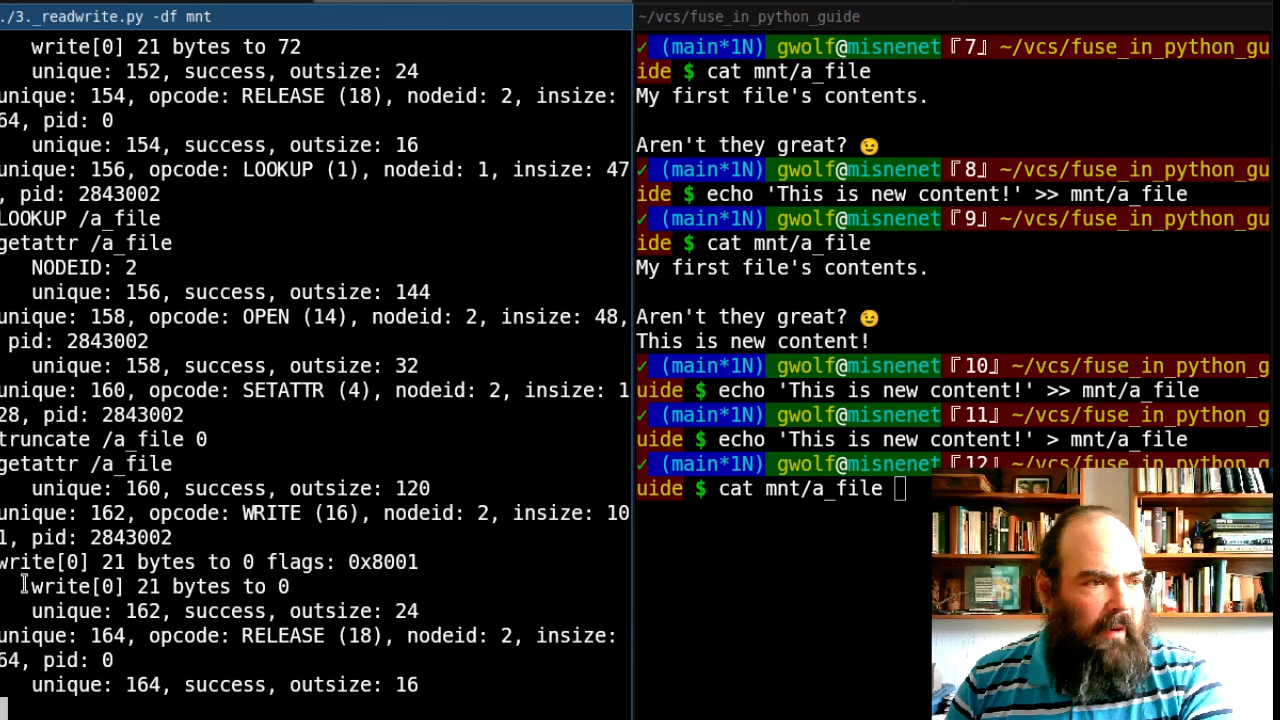 ./3._readwrite.py -df mnt
write[0] 21 bytes to 72
unique: 152, success, outsize: 24
unique: 154, opcode: RELEASE (18), nodeid: 2, insize:
64, pid: 0
unique: 154, success, outsize: 16
unique: 156, opcode: LOOKUP (1), nodeid: 1, insize: 47
, pid: 2843002
LOOKUP /a_file
getattr /a_file
NODEID: 2
unique: 156, success, outsize: 144
unique: 158, opcode: OPEN (14), nodeid: 2, insize: 48,
pid: 2843002
unique: 158, success, outsize: 32
unique: 160, opcode: SETATTR (4), nodeid: 2, insize: 1
28, pid: 2843002
truncate /a_file 0
getattr /a_file
unique: 160, success, outsize: 120
unique: 162, opcode: WRITE (16), nodeid: 2, insize: 10
1, pid: 2843002
write[0] 21 bytes to 0 flags: 0x8001
write[0] 21 bytes to 0
unique: 162, success, outsize: 24
unique: 164, opcode: RELEASE (18), nodeid: 2, insize:
64, pid: 0
unique: 164, success, outsize: 16
~/vcs/fuse_in_python_guide
✓ (main*1N) gwolf@misnenet 『7』 ~/vcs/fuse_in_python_gu
ide $ cat mnt/a_file
My first file's contents.
Aren't they great? 😉
✓ (main*1N) gwolf@misnenet 『8』 ~/vcs/fuse_in_python_gu
ide $ echo 'This is new content!' >> mnt/a_file
✓ (main*1N) gwolf@misnenet 『9』 ~/vcs/fuse_in_python_gu
ide $ cat mnt/a_file
My first file's contents.
Aren't they great? 😉
This is new content!
✓ (main*1N) gwolf@misnenet 『10』 ~/vcs/fuse_in_python_g
uide $ echo 'This is new content!' >> mnt/a_file
✓ (main*1N) gwolf@misnenet 『11』 ~/vcs/fuse_in_python_g
uide $ echo 'This is new content!' > mnt/a_file
✓ (main*1N) gwolf@misnenet 『12』 ~/vcs/fuse_in_python_g
uide $ cat mnt/a_file